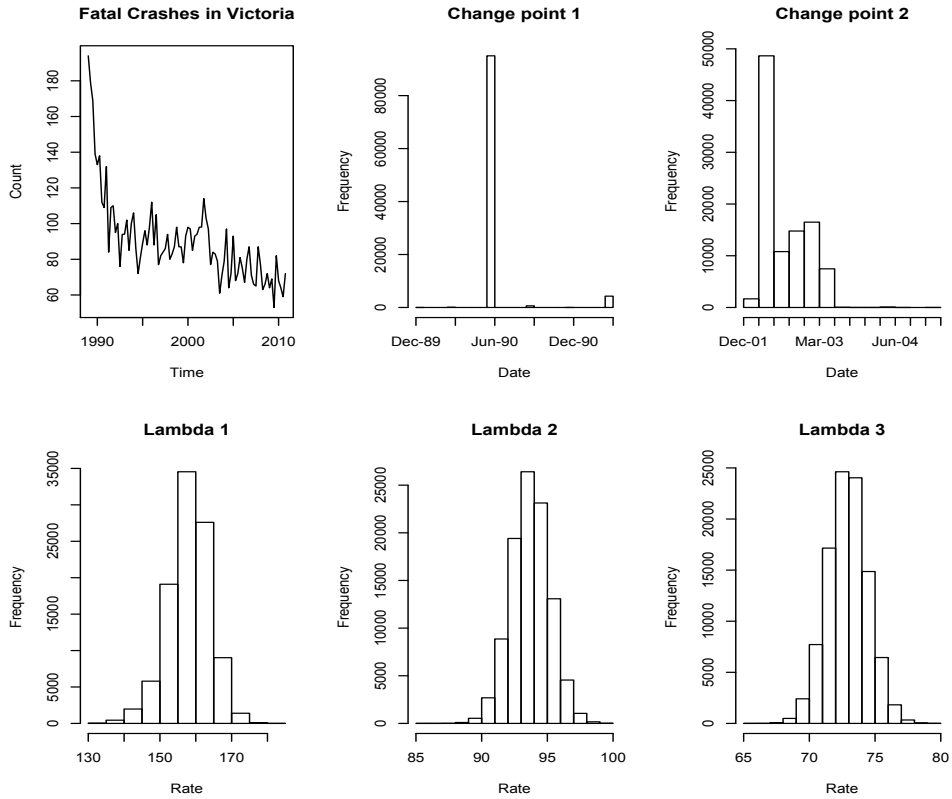 Fatal Crashes in Victoria
Count
60
80
100
120
140
160
180
1990
2000
2010
Time
Change point 1
Frequency
0
20000
40000
60000
80000
Dec-89
Jun-90
Dec-90
Date
Change point 2
Frequency
0
10000
20000
30000
40000
50000
Dec-01
Mar-03
Jun-04
Date
Lambda 1
Frequency
0
5000
15000
25000
35000
130
150
170
Rate
Lambda 2
Frequency
0
5000
10000
15000
20000
25000
85
90
95
100
Rate
Lambda 3
Frequency
0
5000
10000
15000
20000
25000
65
70
75
80
Rate